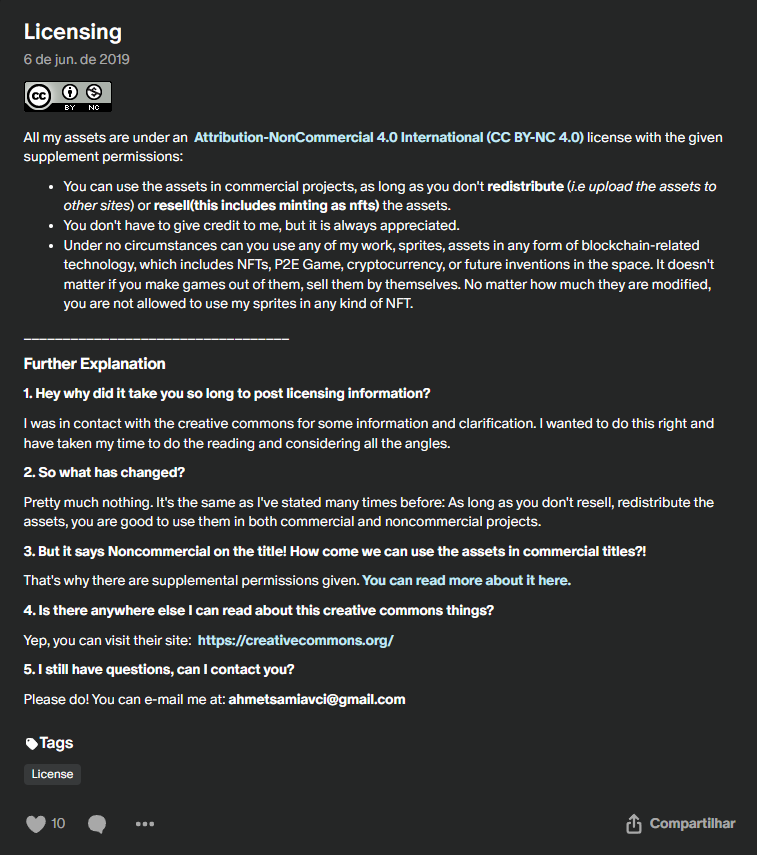 Licensing
6 de jun. de 2019
cc BY NC
All my assets are under an Attribution-NonCommercial 4.0 International (CC BY-NC 4.0) license with the given
supplement permissions:
• You can use the assets in commercial projects, as long as you don't redistribute (i.e upload the assets to
other sites) or resell(this includes minting as nfts) the assets.
• You don't have to give credit to me, but it is always appreciated.
• Under no circumstances can you use any of my work, sprites, assets in any form of blockchain-related
technology, which includes NFTs, P2E Game, cryptocurrency, or future inventions in the space. It doesn't
matter if you make games out of them, sell them by themselves. No matter how much they are modified,
you are not allowed to use my sprites in any kind of NFT.
___________________________________
Further Explanation
1. Hey why did it take you so long to post licensing information?
I was in contact with the creative commons for some information and clarification. I wanted to do this right and
have taken my time to do the reading and considering all the angles.
2. So what has changed?
Pretty much nothing. It's the same as I've stated many times before: As long as you don't resell, redistribute the
assets, you are good to use them in both commercial and noncommercial projects.
3. But it says Noncommercial on the title! How come we can use the assets in commercial titles?!
That's why there are supplemental permissions given. You can read more about it here.
4. Is there anywhere else I can read about this creative commons things?
Yep, you can visit their site: https://creativecommons.org/
5. I still have questions, can I contact you?
Please do! You can e-mail me at: ahmetsamiavci@gmail.com
Tags
License
10
Compartilhar